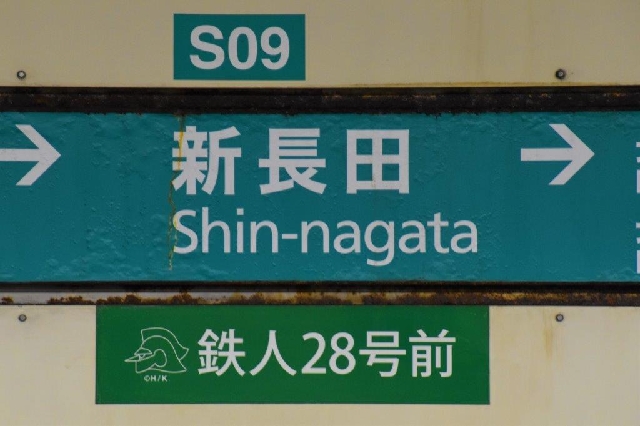 S09
→ 新長田 →
Shin-nagata
鉄人28号前
©H/K